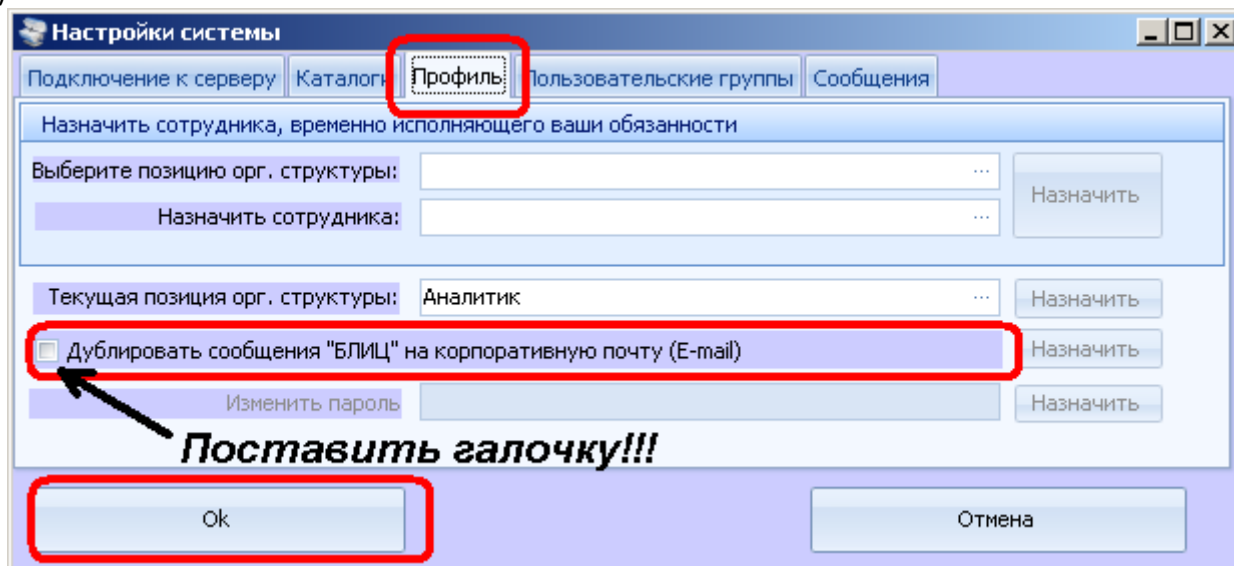 Настройки системы
Подключение к серверу Каталоги Профиль Пользовательские группы Сообщения
Назначить сотрудника, временно исполняющего ваши обязанности
Выберите позицию орг. структуры: ...
Назначить
Назначить сотрудника: ...
Текущая позиция орг. структуры: Аналитик ... Назначить
Дублировать сообщения "БЛИЦ" на корпоративную почту (E-mail) Назначить
Изменить пароль Назначить
Поставить галочку!!!
Ok Отмена